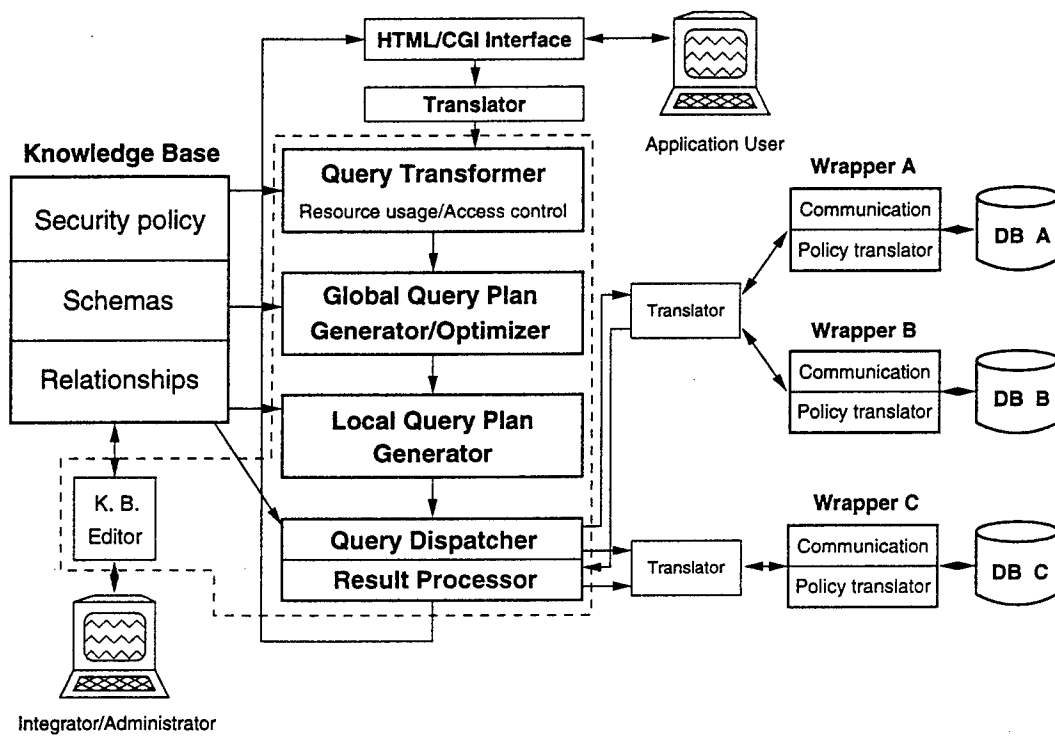 HTML/CGI Interface
Translator
Application User
Knowledge Base
Security policy
Schemas
Relationships
Query Transformer
Resource usage/Access control
Global Query Plan
Generator/Optimizer
Local Query Plan
Generator
Query Dispatcher
Result Processor
K. B.
Editor
Integrator/Administrator
Translator
Translator
Wrapper A
Communication
Policy translator
DB A
Wrapper B
Communication
Policy translator
DB B
Wrapper C
Communication
Policy translator
DB C